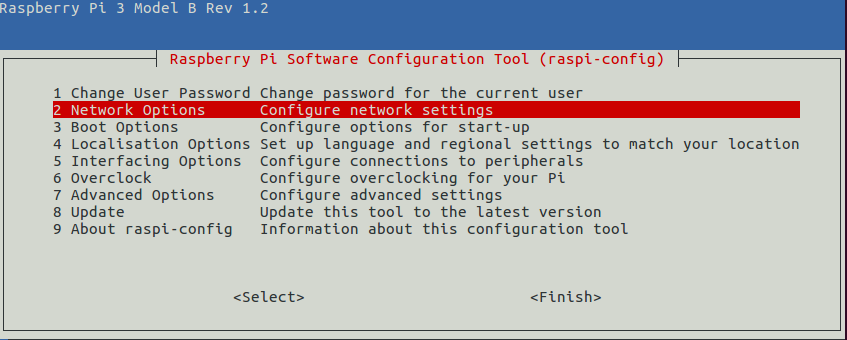 Raspberry Pi 3 Model B Rev 1.2
Raspberry Pi Software Configuration Tool (raspi-config)
1 Change User Password Change password for the current user
2 Network Options Configure network settings
3 Boot Options Configure options for start-up
4 Localisation Options Set up language and regional settings to match your location
5 Interfacing Options Configure connections to peripherals
6 Overclock Configure overclocking for your Pi
7 Advanced Options Configure advanced settings
8 Update Update this tool to the latest version
9 About raspi-config Information about this configuration tool
<Select> <Finish>